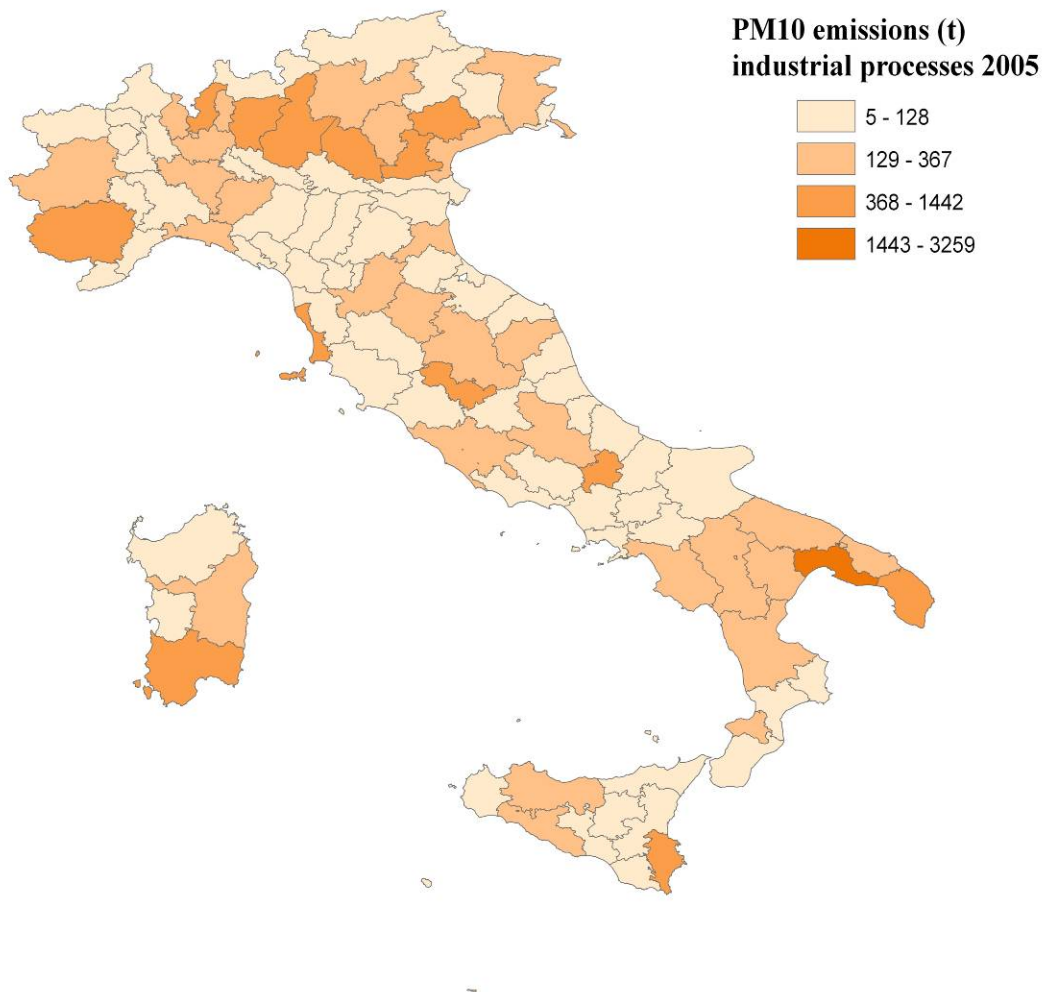 PM10 emissions (t)
industrial processes 2005
5 - 128
129 - 367
368 - 1442
1443 - 3259